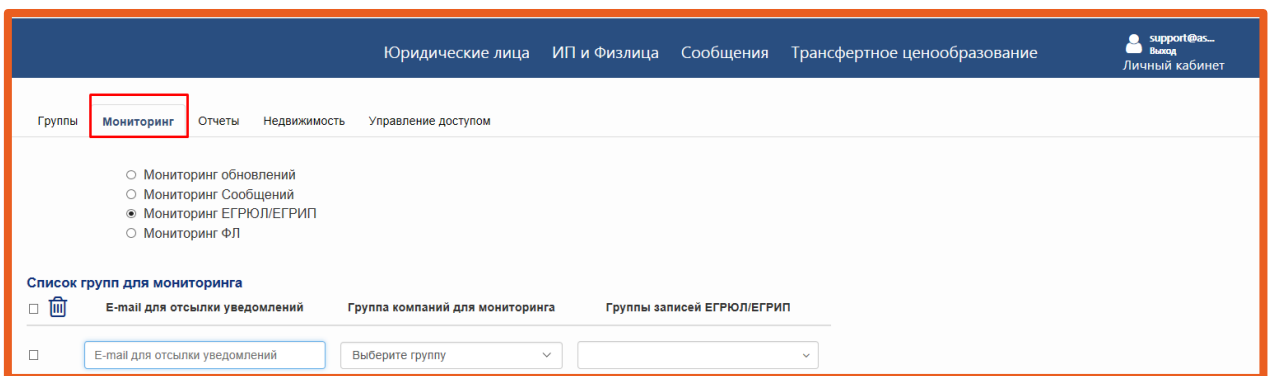 Юридические лица ИП и Физлица Сообщения Трансфертное ценообразование
support@as...
Выход
Личный кабинет
Группы Мониторинг Отчеты Недвижимость Управление доступом
Мониторинг обновлений
Мониторинг Сообщений
Мониторинг ЕГРЮЛ/ЕГРИП
Мониторинг ФЛ
Список групп для мониторинга
E-mail для отсылки уведомлений Группа компаний для мониторинга Группы записей ЕГРЮЛ/ЕГРИП
E-mail для отсылки уведомлений Выберите группу